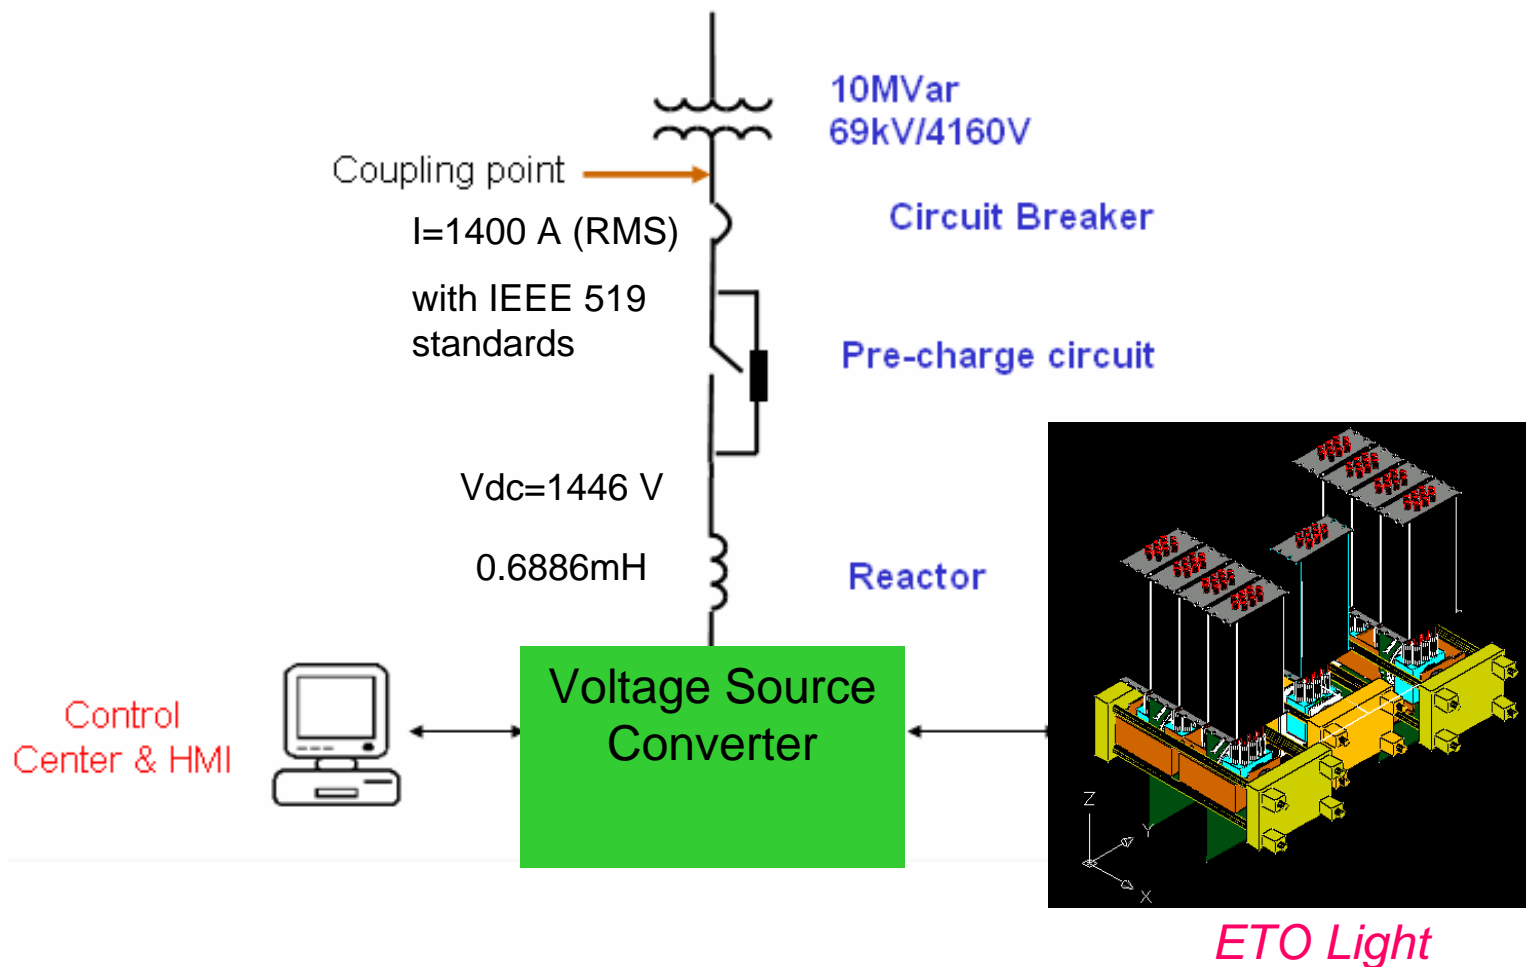 10MVar
69kV/4160V
Coupling point
I=1400 A (RMS)
Circuit Breaker
with IEEE 519
standards
Pre-charge circuit
Vdc=1446 V
0.6886mH
Reactor
Voltage Source
Converter
Control
Center & HMI
Z
Y
X
ETO Light